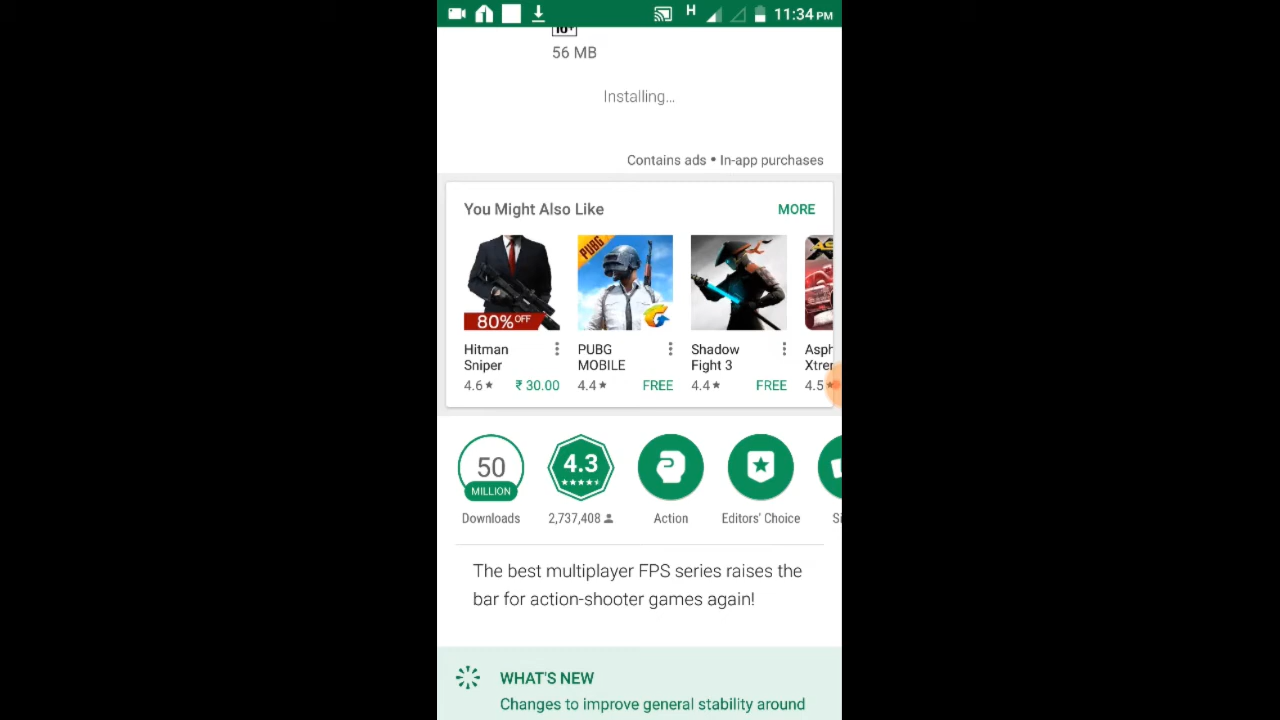 H 11:34 PM
56 MB
Installing...
Contains ads • In-app purchases
You Might Also Like MORE
PUBG
80% OFF
Hitman Sniper
PUBG MOBILE
Shadow Fight 3
Asph
Xtrer
4.6★ ₹ 30.00 4.4★ FREE 4.4★ FREE 4.5★
50 MILLION
4.3
Downloads 2,737,408 Action Editors' Choice Si
The best multiplayer FPS series raises the
bar for action-shooter games again!
WHAT'S NEW
Changes to improve general stability around